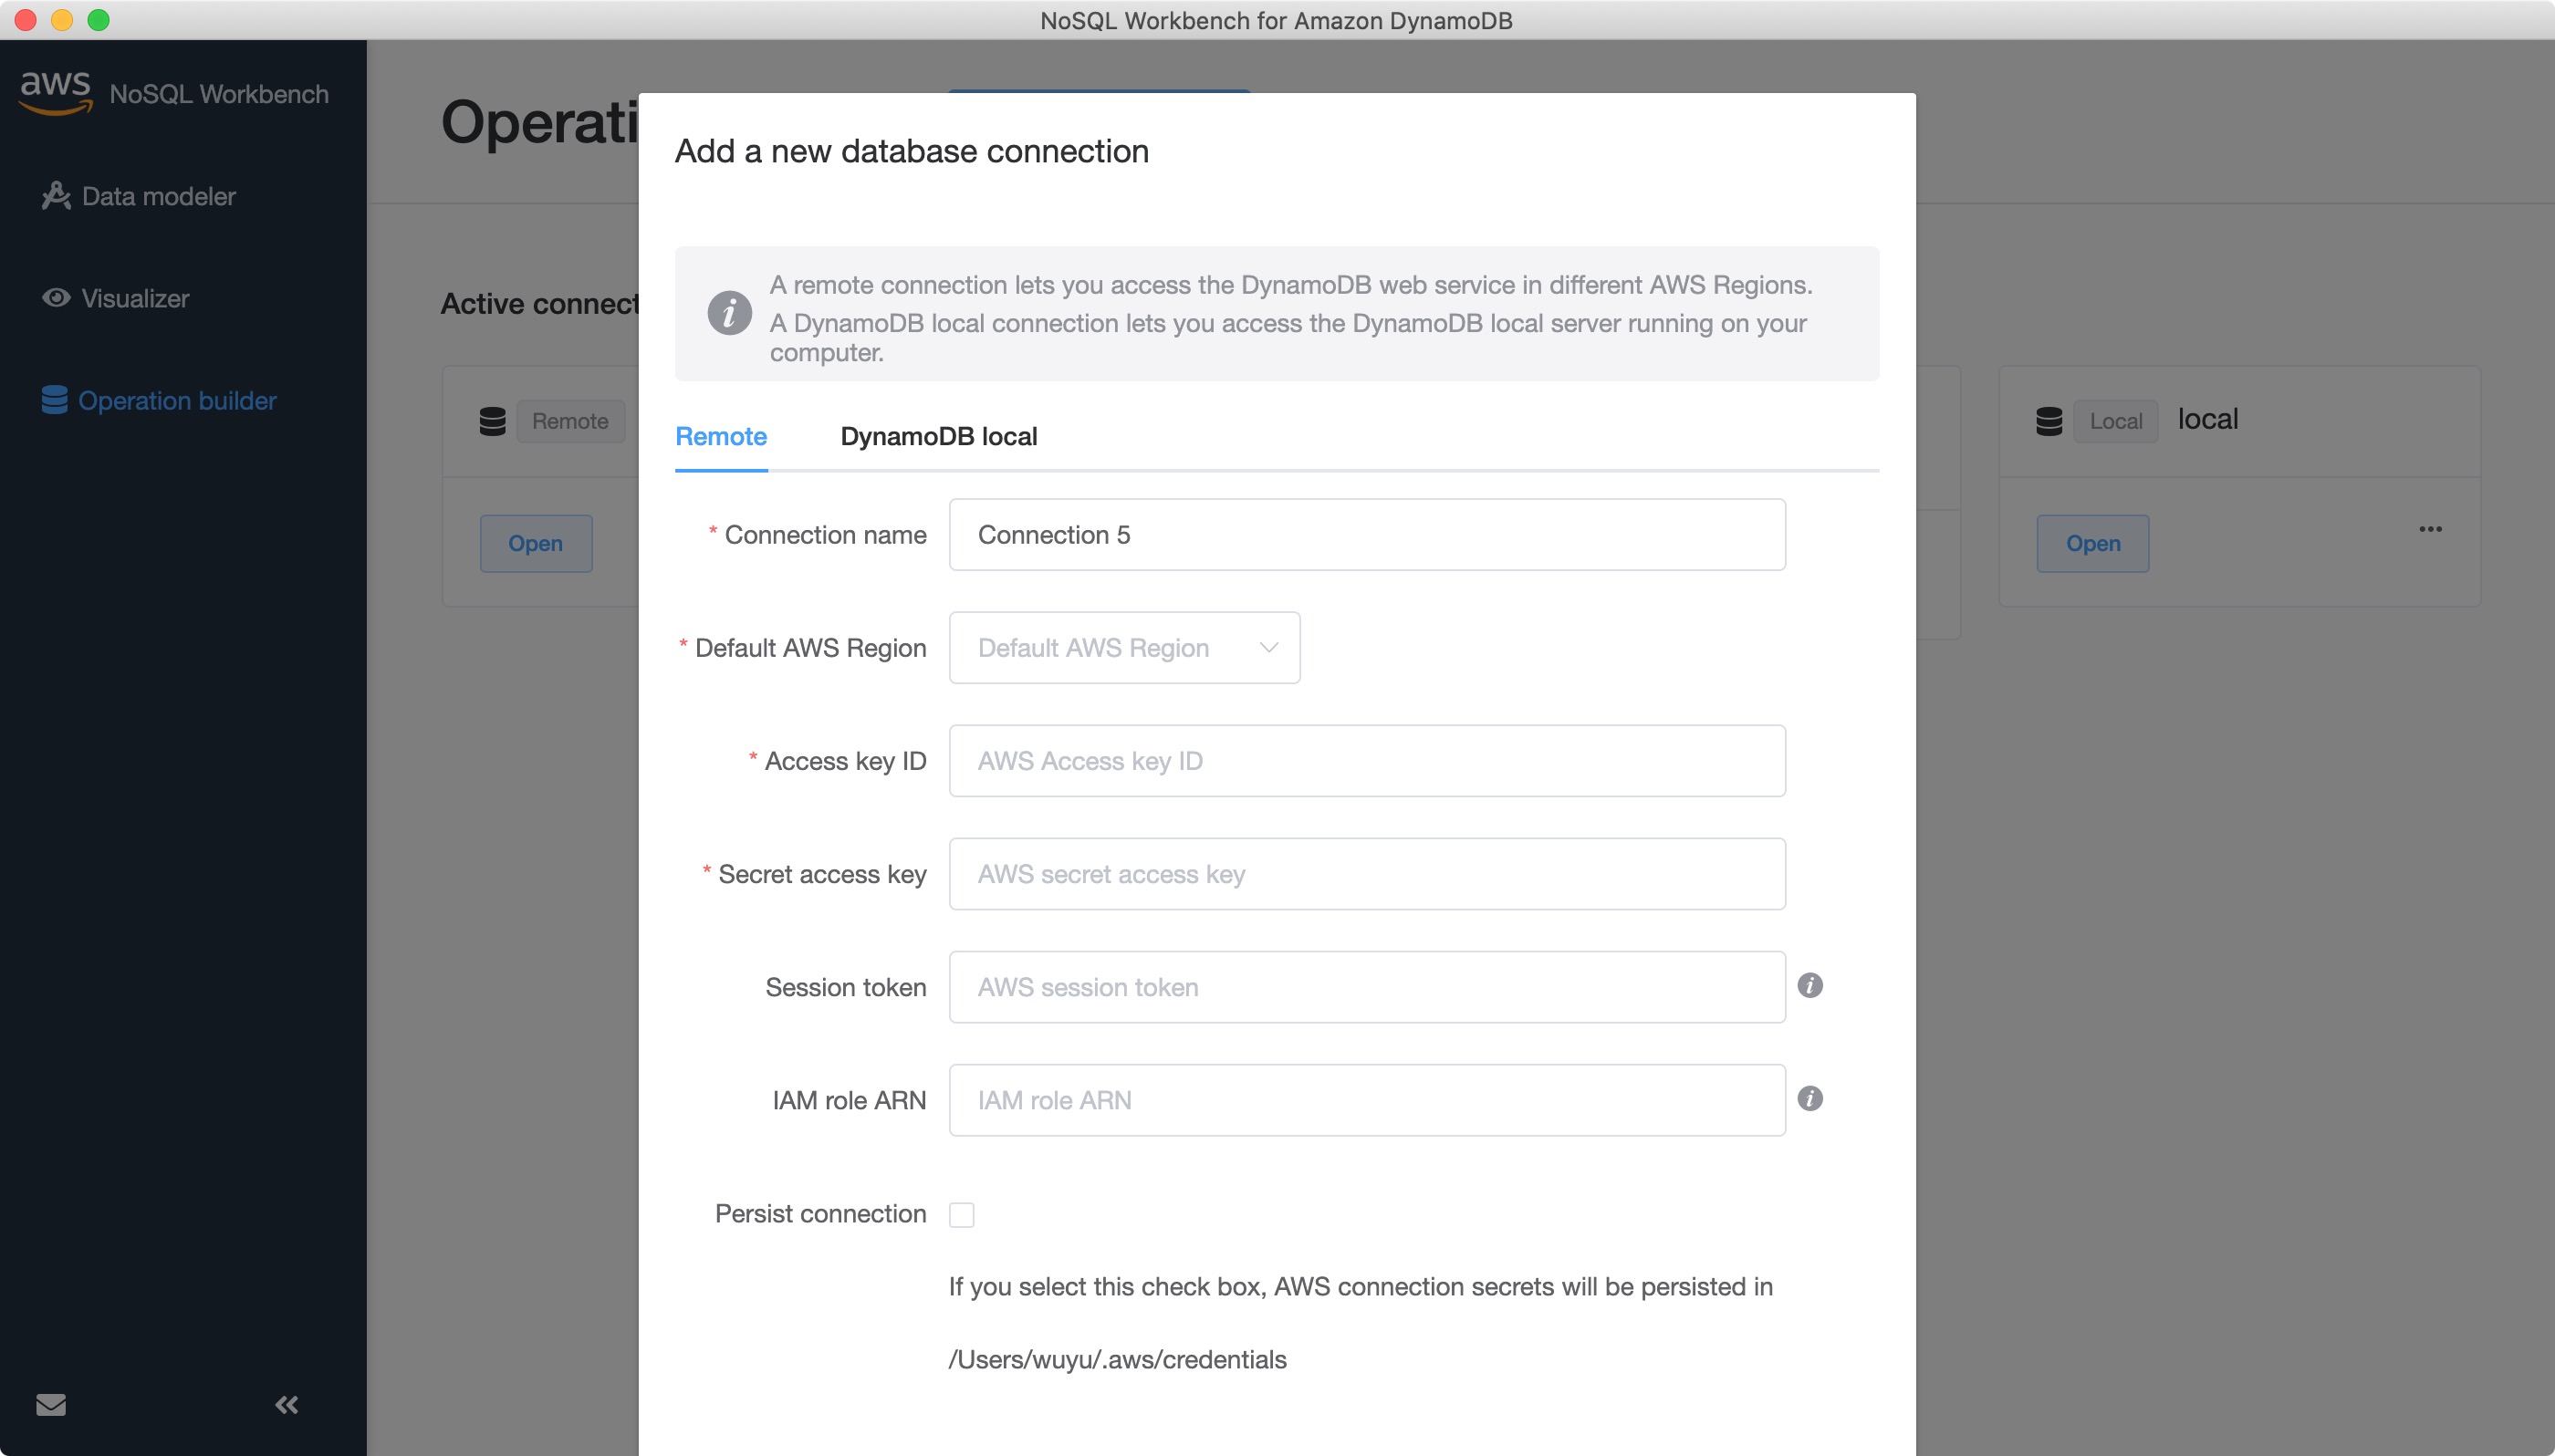 NoSQL Workbench for Amazon DynamoDB
aws NoSQL Workbench
Data modeler
Visualizer
Operation builder
Operati
Active connect
Remote
Open
Local local
Open
Add a new database connection
A remote connection lets you access the DynamoDB web service in different AWS Regions.
A DynamoDB local connection lets you access the DynamoDB local server running on your
computer.
Remote DynamoDB local
* Connection name Connection 5
* Default AWS Region Default AWS Region
* Access key ID AWS Access key ID
* Secret access key AWS secret access key
Session token AWS session token
IAM role ARN IAM role ARN
Persist connection
If you select this check box, AWS connection secrets will be persisted in
/Users/wuyu/.aws/credentials